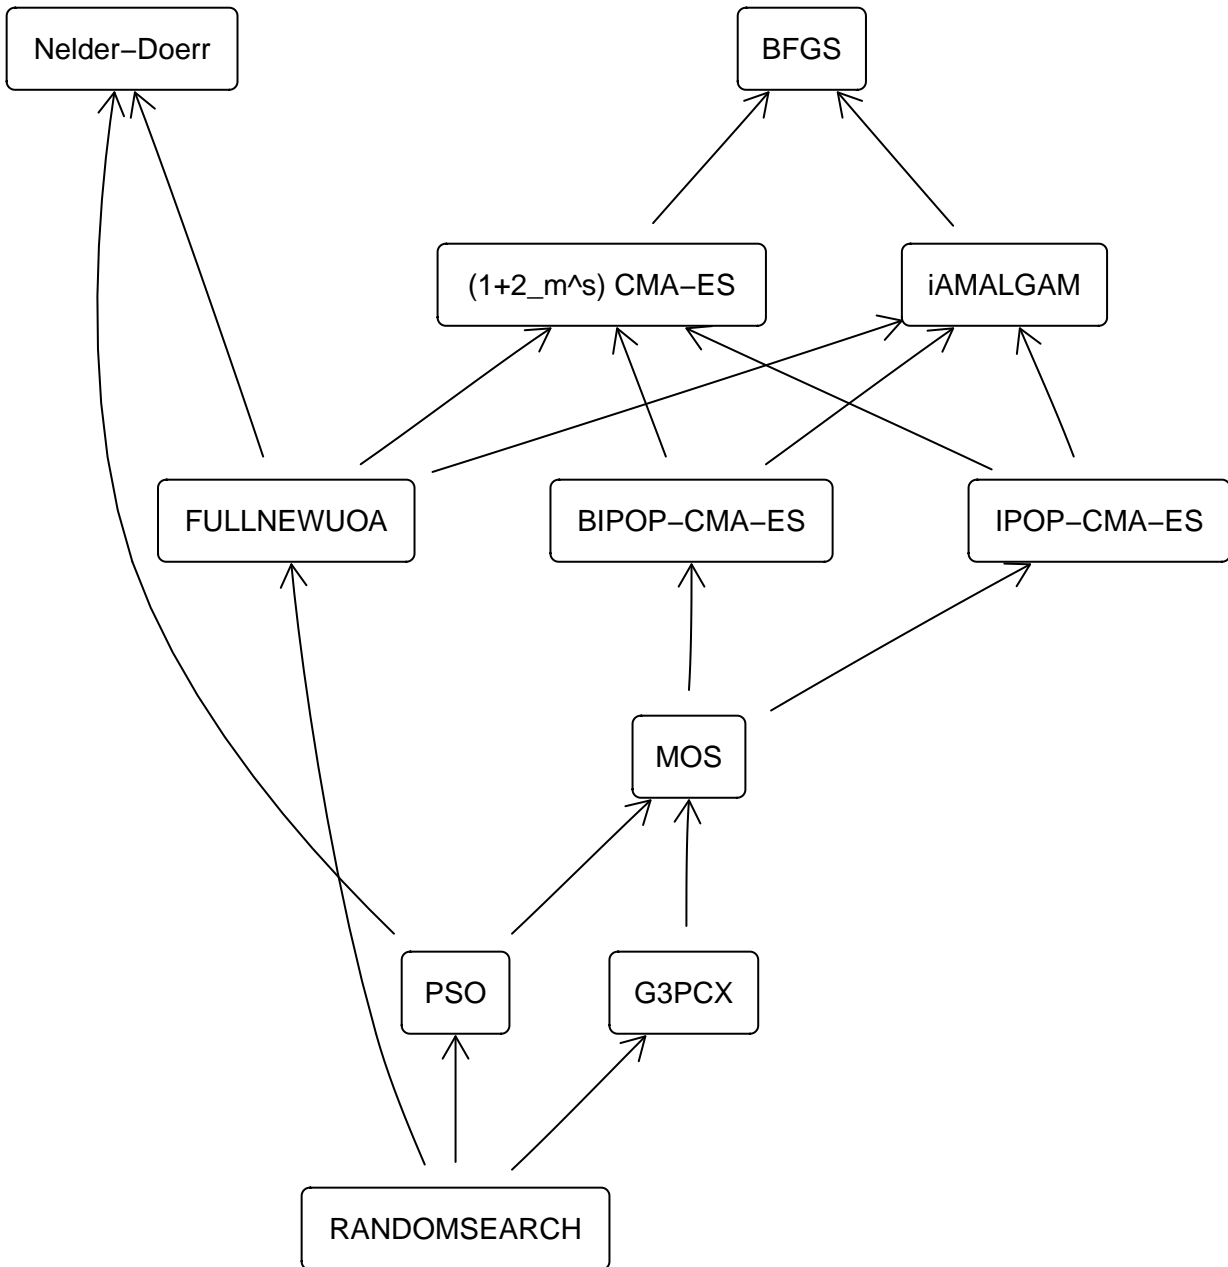 Nelder−Doerr
BFGS
(1+2_m^s) CMA−ES
iAMALGAM
FULLNEWUOA
BIPOP−CMA−ES
IPOP−CMA−ES
MOS
PSO
G3PCX
RANDOMSEARCH